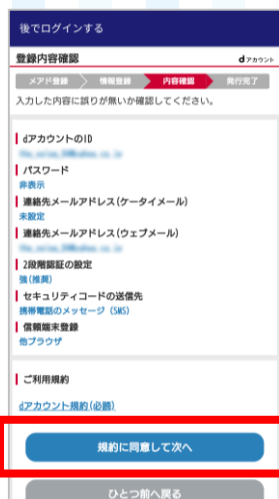 後でログインする
登録内容確認
dアカウント
メアド登録 情報登録 内容確認 発行完了
入力した内容に誤りが無いか確認してください。
dアカウントのID
パスワード
非表示
連絡先メールアドレス(ケータイメール)
未設定
連絡先メールアドレス(ウェブメール)
2段階認証の設定
強(推奨)
セキュリティコードの送信先
携帯電話のメッセージ (SMS)
信頼端末登録
他ブラウザ
ご利用規約
dアカウント規約(必読)
規約に同意して次へ
ひとつ前へ戻る